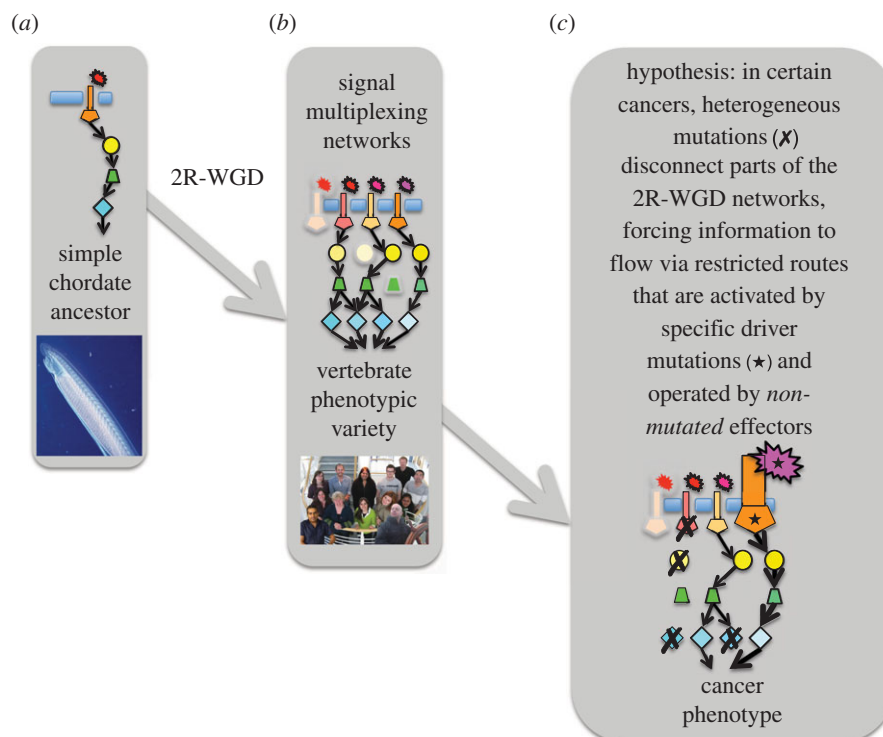 (a)
simple
chordate
ancestor
2R-WGD
(b)
signal
multiplexing
networks
vertebrate
phenotypic
variety
(c)
hypothesis: in certain
cancers, heterogeneous
mutations (✗)
disconnect parts of the
2R-WGD networks,
forcing information to
flow via restricted routes
that are activated by
specific driver
mutations (★) and
operated by non-
mutated effectors
cancer
phenotype